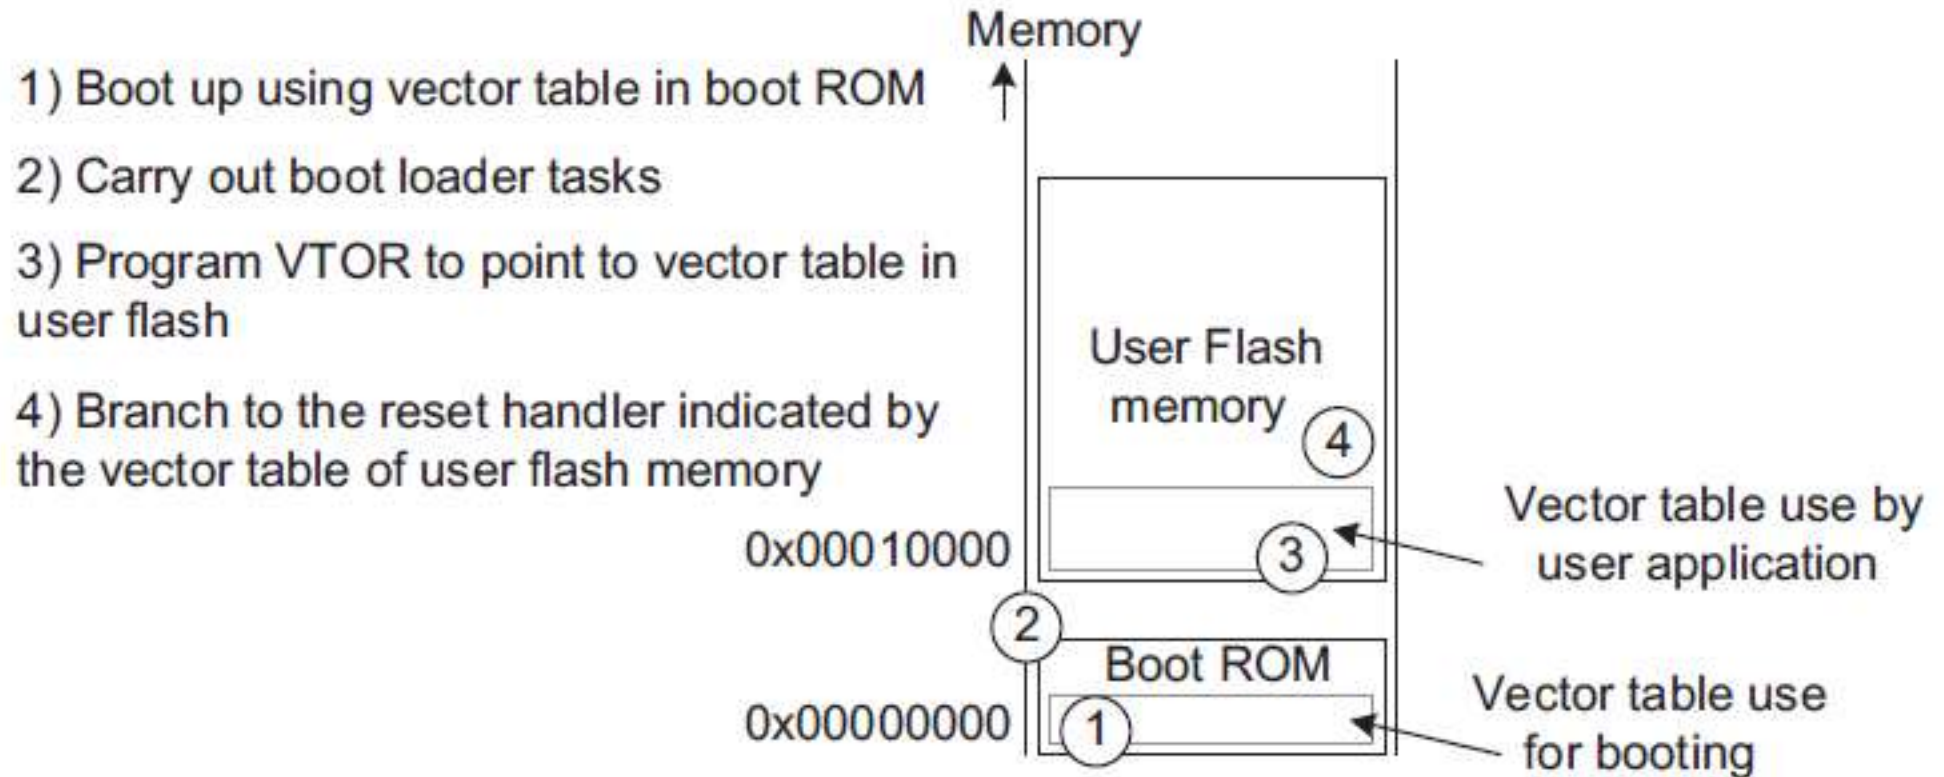 Memory
1) Boot up using vector table in boot ROM
2) Carry out boot loader tasks
3) Program VTOR to point to vector table in
user flash
4) Branch to the reset handler indicated by
the vector table of user flash memory
User Flash
memory
4
Vector table use by
user application
0x00010000
3
2
Boot ROM
0x00000000
1
Vector table use
for booting